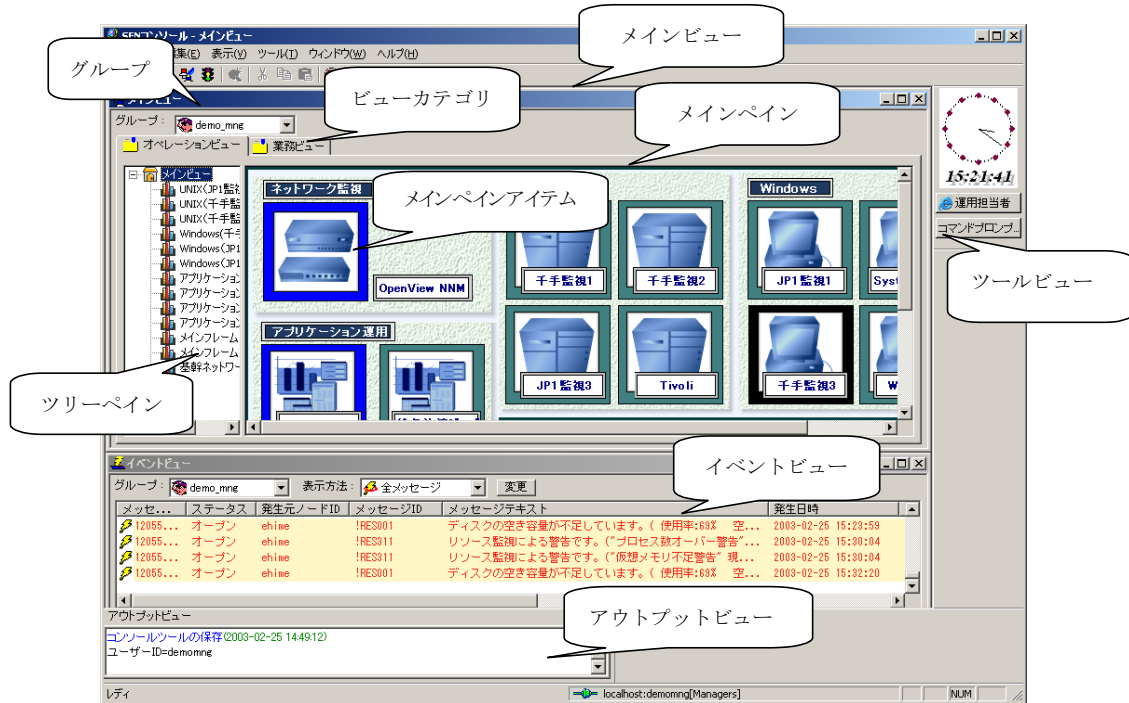 SENコンソール - メインビュー
集(E) 表示(V) ツール(T) ウィンドウ(W) ヘルプ(H)
メインビュー
グループ
ビューカテゴリ
メインペイン
メインビュー
グループ: demo_mng
オペレーションビュー 業務ビュー
メインビュー
UNIX(JP1監視
UNIX(千手監
UNIX(千手監
Windows(千手
Windows(JP1
Windows(JP1
アプリケーション
アプリケーション
アプリケーション
アプリケーション
メインフレーム
メインフレーム
基幹ネットワー
ツリーペイン
ネットワーク監視
メインペインアイテム
OpenView NNM
アプリケーション運用
千手監視1
千手監視2
JP1監視3
Tivoli
Windows
JP1監視1
Syst
千手監視3
W
15:21:41
運用担当者
コマンドプロンプ...
ツールビュー
イベントビュー
イベントビュー
グループ: demo_mng 表示方法: 全メッセージ 変更
メッセ... ステータス 発生元ノードID メッセージID メッセージテキスト 発生日時
12055... オープン ehime !RES001 ディスクの空き容量が不足しています。( 使用率:69% 空... 2003-02-25 15:23:59
12055... オープン ehime !RES311 リソース監視による警告です。("プロセス数オーバー警告"... 2003-02-25 15:30:04
12055... オープン ehime !RES311 リソース監視による警告です。("仮想メモリ不足警告" 現... 2003-02-25 15:30:04
12055... オープン ehime !RES001 ディスクの空き容量が不足しています。( 使用率:69% 空... 2003-02-25 15:32:20
アウトプットビュー
アウトプットビュー
コンソールツールの保存(2003-02-25 14:49:12)
ユーザーID=demomng
レディ localhost:demomng[Managers] NUM